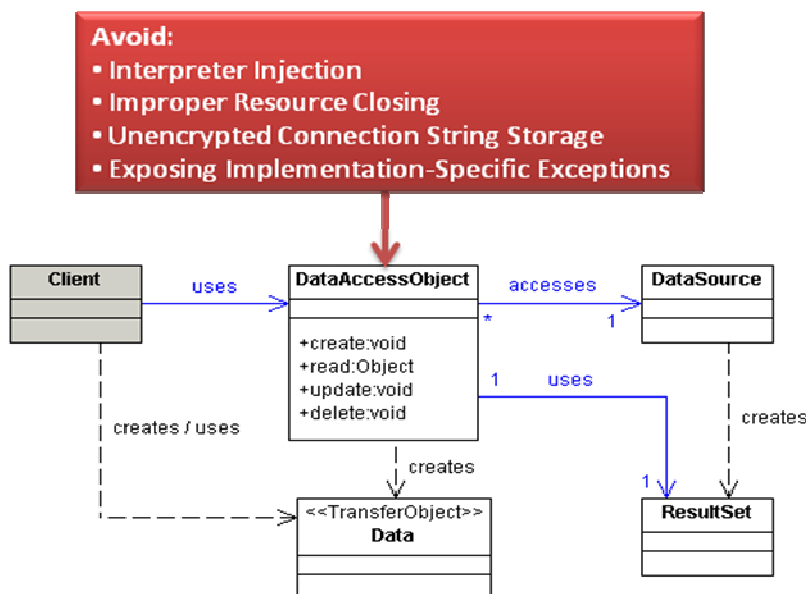 Avoid:
• Interpreter Injection
• Improper Resource Closing
• Unencrypted Connection String Storage
• Exposing Implementation-Specific Exceptions
Client
uses
DataAccessObject
accesses
DataSource
*
1
+create:void
+read:Object
+update:void
+delete:void
1
uses
creates / uses
creates
creates
1
<<TransferObject>>
Data
ResultSet